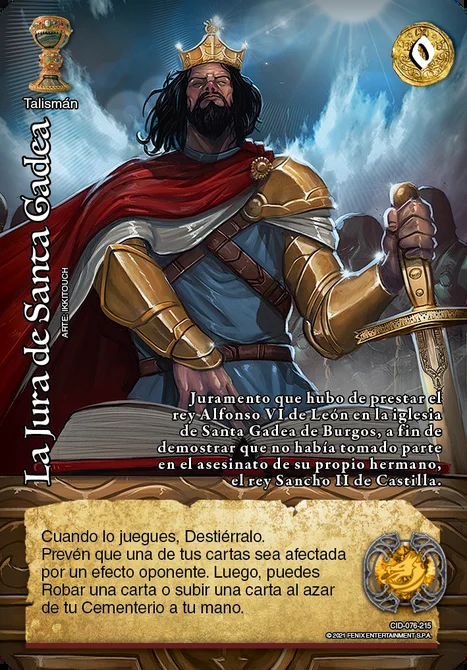 0
Talismán
La Jura de Santa Gadea
ARTE: IKKITOUCH
Juramento que hubo de prestar el
rey Alfonso VI de León en la iglesia
de Santa Gadea de Burgos, a fin de
demostrar que no había tomado parte
en el asesinato de su propio hermano,
el rey Sancho II de Castilla.
Cuando lo juegues, Destiérralo.
Prevén que una de tus cartas sea afectada
por un efecto oponente. Luego, puedes
Robar una carta o subir una carta al azar
de tu Cementerio a tu mano.
CID-076-215
© 2021 FENIX ENTERTAINMENT S.P.A.